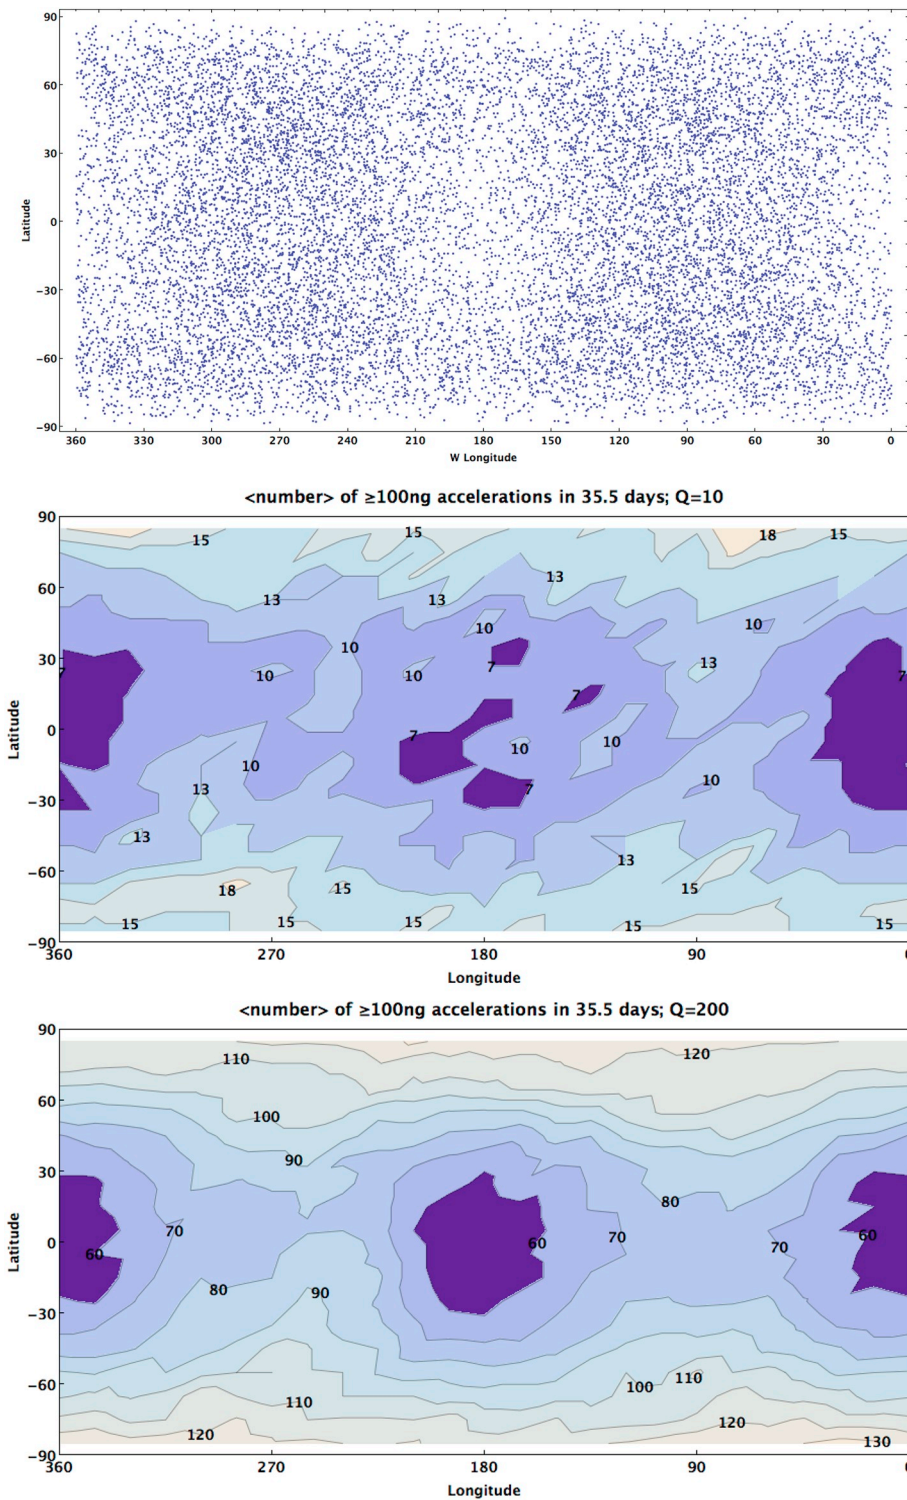 90
60
30
Latitude
0
−30
−60
−90
360 330 300 270 240 210 180 150 120 90 60 30 0
W Longitude
<number> of ≥100ng accelerations in 35.5 days; Q=10
90
15 15 18 15
60
13 13 13
10 10
30
10 7 10 7 10 13 7
7
Latitude
0
7 10 10
10 10
−30
13 7
13 13
−60
18 15 15
15 15 15 15 15
−90
360 270 180 90
Longitude
<number> of ≥100ng accelerations in 35.5 days; Q=200
90
110 120
60
100
90
30
80
70 70 60
Latitude
0
60 60 70
80 90
−30
−60
110 100 110
120 120 130
−90
360 270 180 90
Longitude